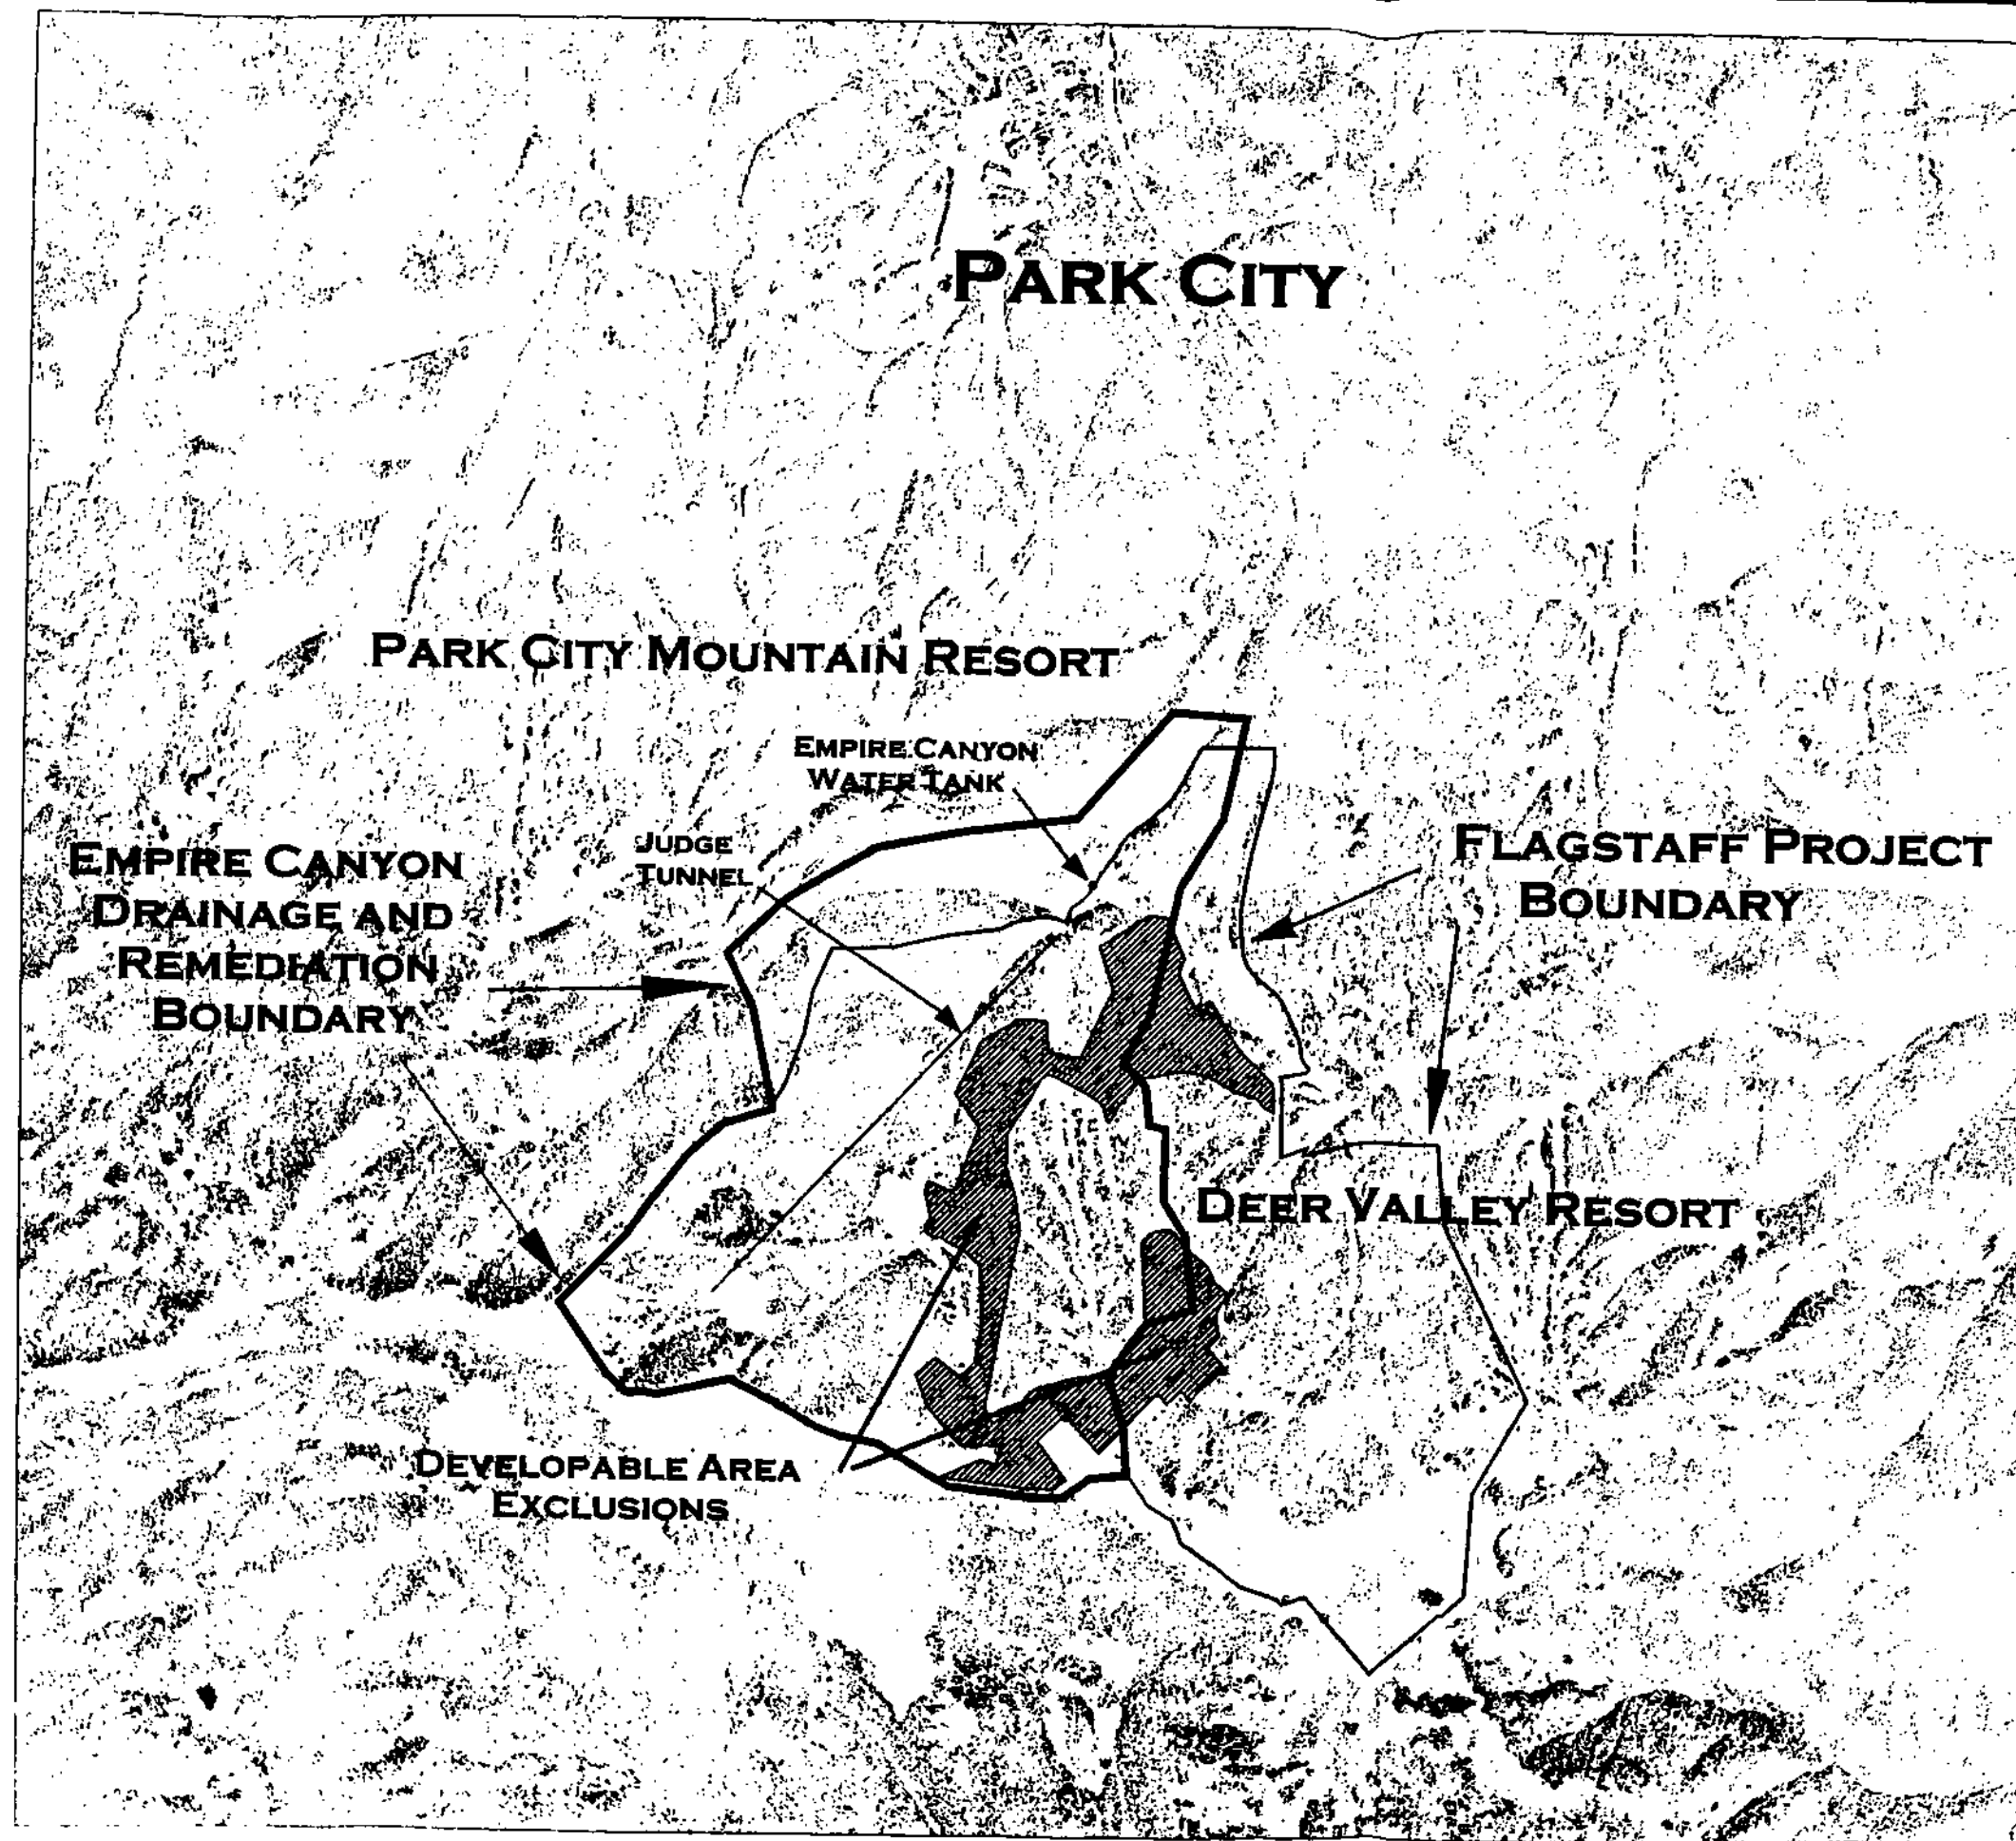 PARK CITY
PARK CITY MOUNTAIN RESORT
EMPIRE CANYON
WATER TANK
JUDGE
TUNNEL
EMPIRE CANYON
DRAINAGE AND
REMEDIATION
BOUNDARY
FLAGSTAFF PROJECT
BOUNDARY
DEER VALLEY RESORT
DEVELOPABLE AREA
EXCLUSIONS